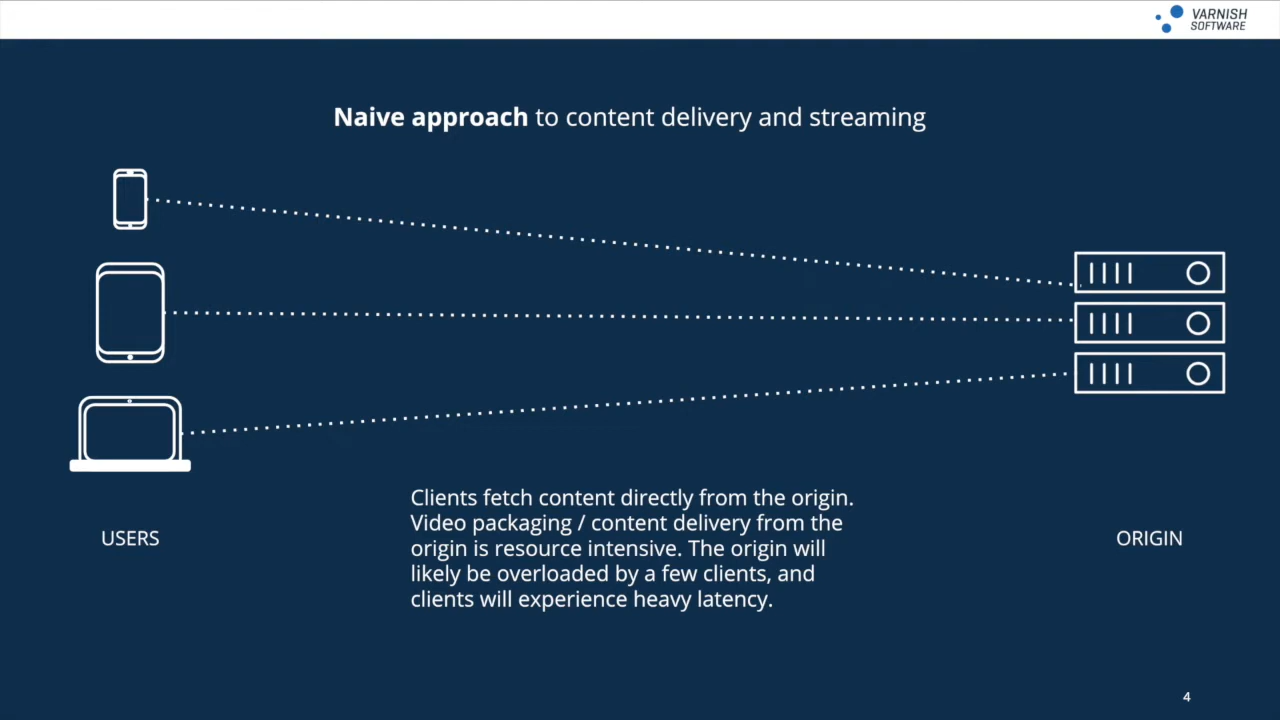 VARNISH
SOFTWARE
Naive approach to content delivery and streaming
Clients fetch content directly from the origin.
Video packaging / content delivery from the
origin is resource intensive. The origin will
likely be overloaded by a few clients, and
clients will experience heavy latency.
USERS
ORIGIN
4